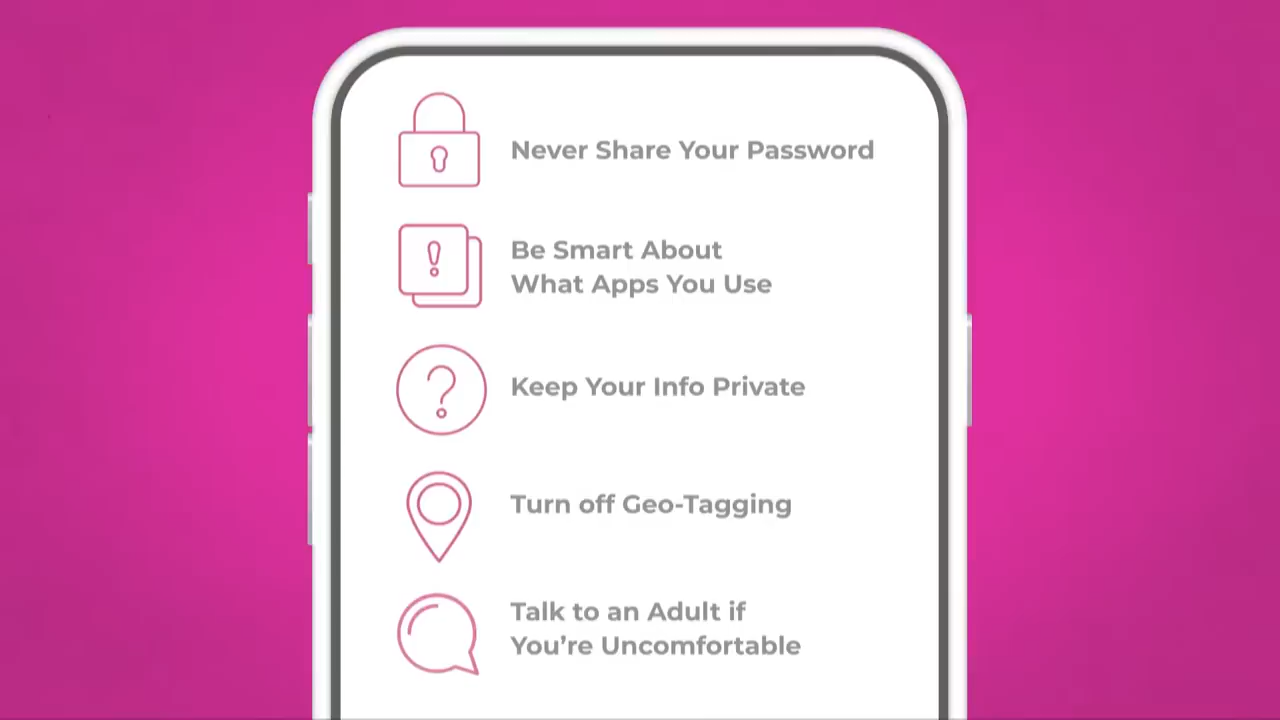 Never Share Your Password
Be Smart About
What Apps You Use
Keep Your Info Private
Turn off Geo-Tagging
Talk to an Adult if
You’re Uncomfortable